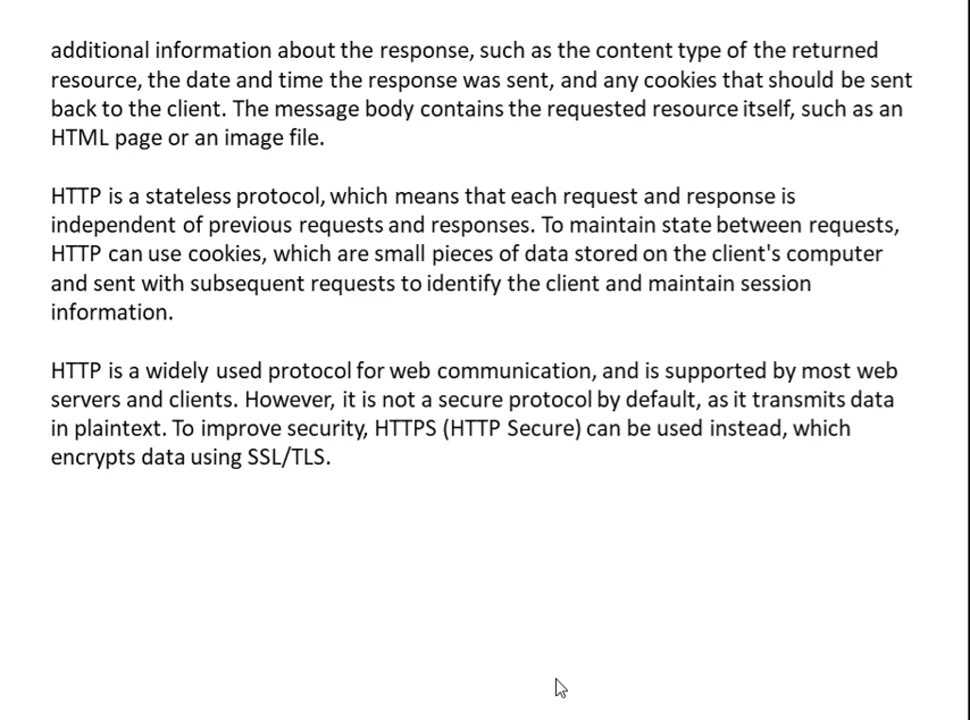 additional information about the response, such as the content type of the returned
resource, the date and time the response was sent, and any cookies that should be sent
back to the client. The message body contains the requested resource itself, such as an
HTML page or an image file.
HTTP is a stateless protocol, which means that each request and response is
independent of previous requests and responses. To maintain state between requests,
HTTP can use cookies, which are small pieces of data stored on the client's computer
and sent with subsequent requests to identify the client and maintain session
information.
HTTP is a widely used protocol for web communication, and is supported by most web
servers and clients. However, it is not a secure protocol by default, as it transmits data
in plaintext. To improve security, HTTPS (HTTP Secure) can be used instead, which
encrypts data using SSL/TLS.